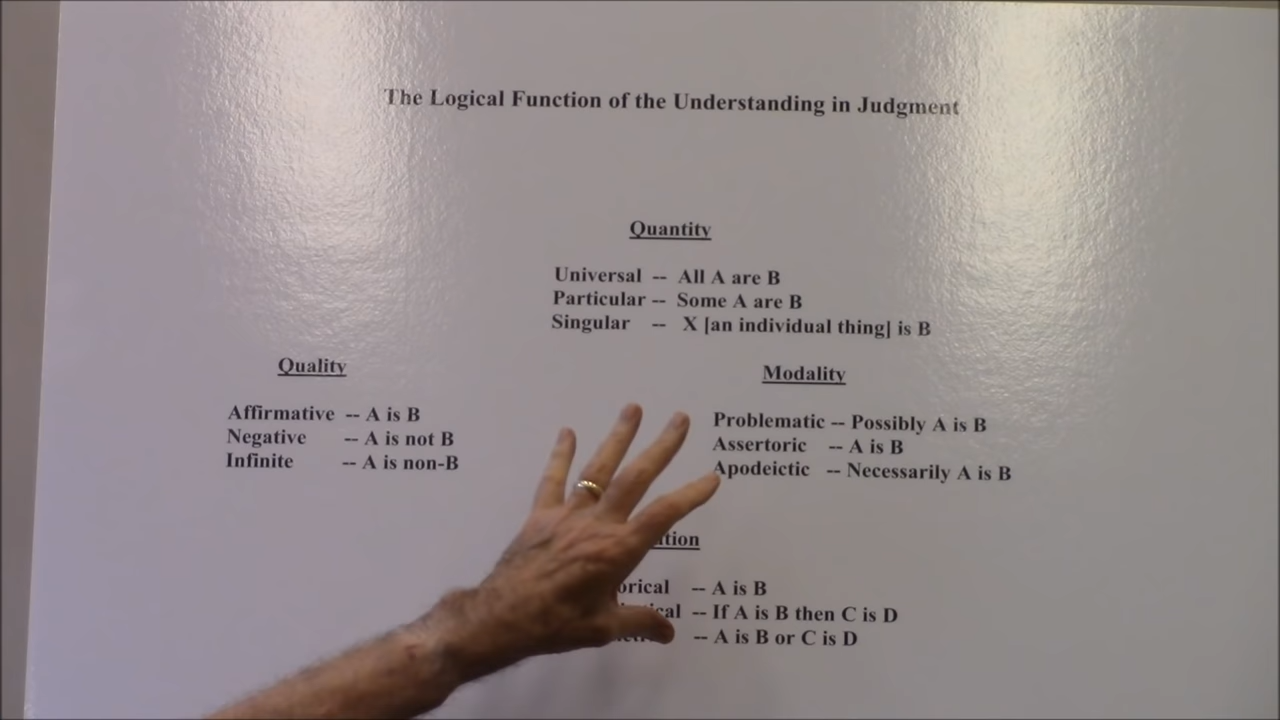 The Logical Function of the Understanding in Judgment
Quantity
Universal -- All A are B
Particular -- Some A are B
Singular -- X [an individual thing] is B
Quality
Affirmative -- A is B
Negative -- A is not B
Infinite -- A is non-B
Modality
Problematic -- Possibly A is B
Assertoric -- A is B
Apodeictic -- Necessarily A is B
-- A is B
-- If A is B then C is D
-- A is B or C is D